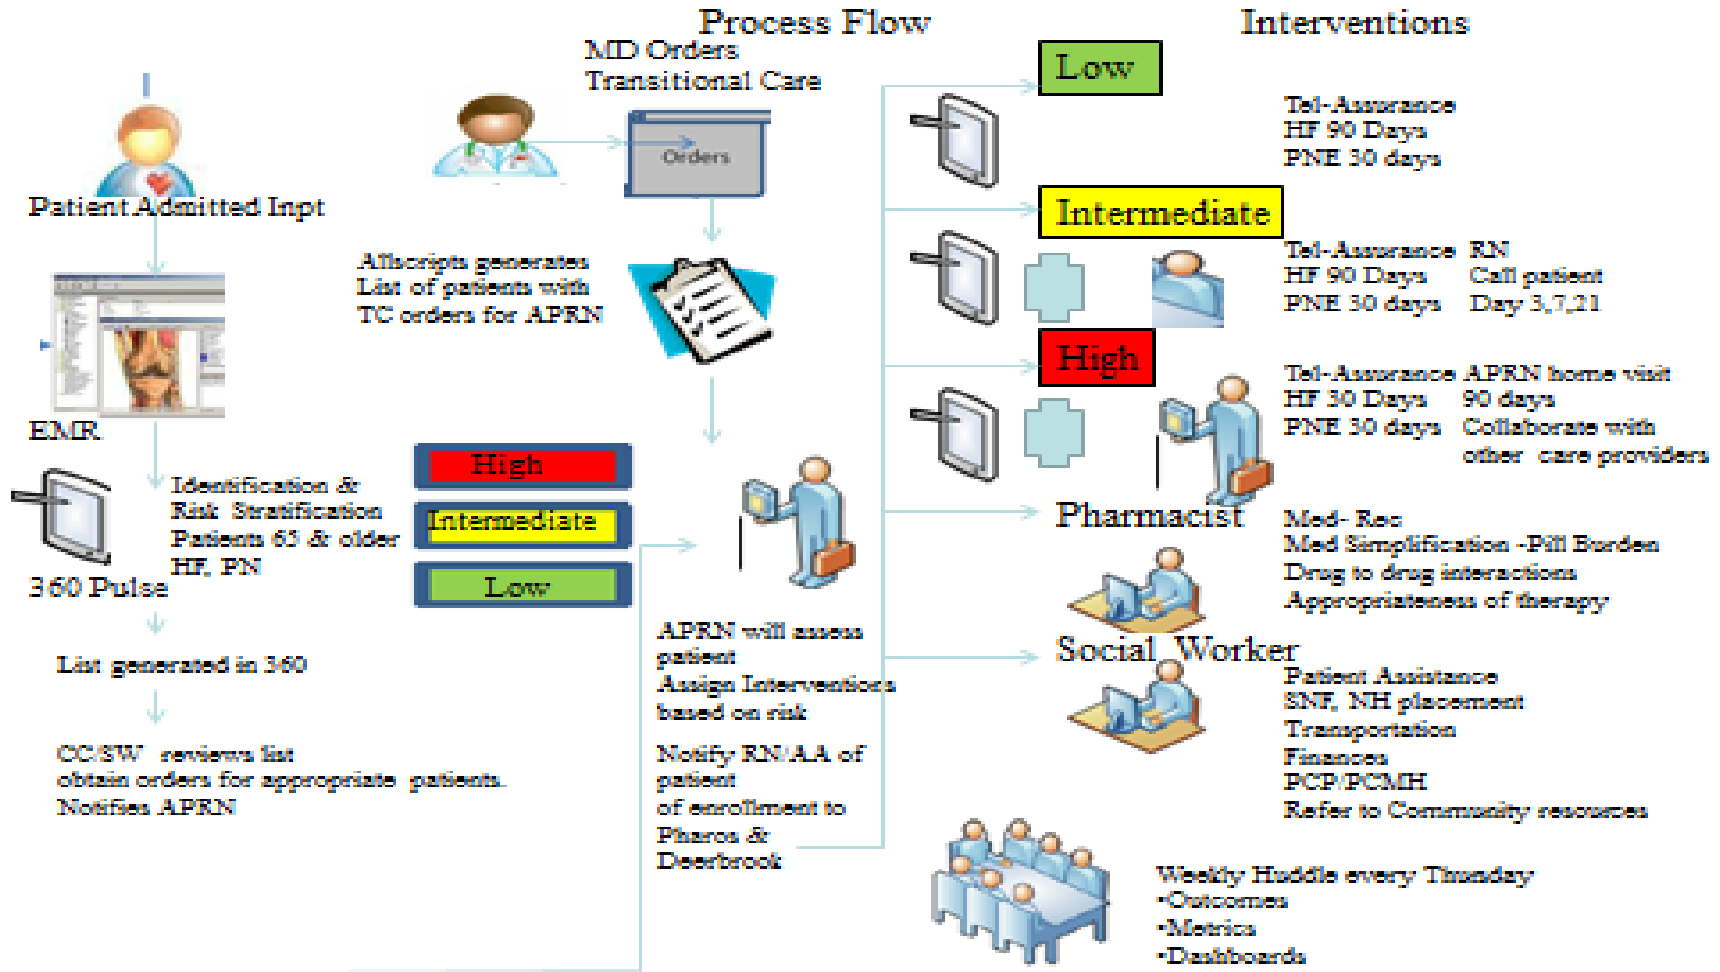 Process Flow
Interventions
MD Orders
Transitional Care
Orders
Patient Admitted Inpt
Allscripts generates
List of patients with
TC orders for APRN
EMR
Identification &
Risk Stratification
Patients 65 & older
HF, PN
360 Pulse
List generated in 360
CC/SW reviews list
obtain orders for appropriate patients.
Notifies APRN
High
Intermediate
Low
APRN will assess
patient
Assign Interventions
based on risk
Notify RN/AA of
patient
of enrollment to
Pharos &
Deerbrook
Low
Tel-Assurance
HF 90 Days
PNE 30 days
Intermediate
Tel-Assurance RN
HF 90 Days Call patient
PNE 30 days Day 3,7,21
High
Tel-Assurance APRN home visit
HF 30 Days 90 days
PNE 30 days Collaborate with
other care providers
Pharmacist
Med- Rec
Med Simplification -Pill Burden
Drug to drug interactions
Appropriateness of therapy
Social Worker
Patient Assistance
SNF, NH placement
Transportation
Finances
PCP/PCMH
Refer to Community resources
Weekly Huddle every Thursday
•Outcomes
•Metrics
•Dashboards